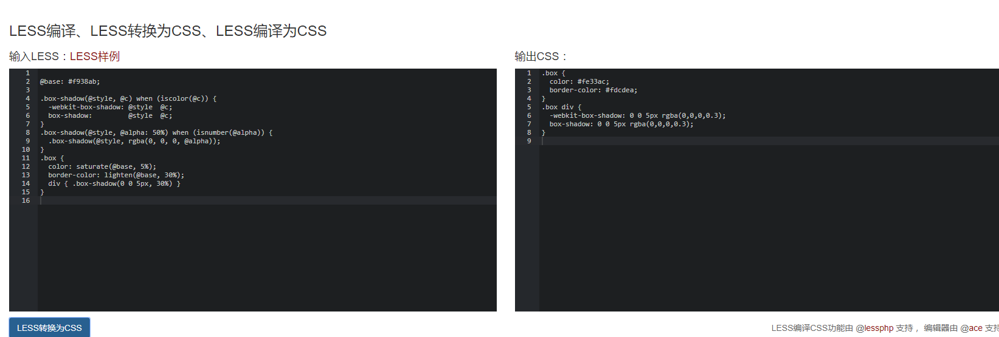 LESS编译、LESS转换为CSS、LESS编译为CSS
输入LESS：LESS样例
1
2 @base: #f938ab;
3
4 .box-shadow(@style, @c) when (iscolor(@c)) {
5   -webkit-box-shadow: @style  @c;
6   box-shadow:         @style  @c;
7 }
8 .box-shadow(@style, @alpha: 50%) when (isnumber(@alpha)) {
9   .box-shadow(@style, rgba(0, 0, 0, @alpha));
10 }
11 .box {
12   color: saturate(@base, 5%);
13   border-color: lighten(@base, 30%);
14   div { .box-shadow(0 0 5px, 30%) }
15 }
16
LESS转换为CSS
输出CSS：
1 .box {
2   color: #fe33ac;
3   border-color: #fdcdea;
4 }
5 .box div {
6   -webkit-box-shadow: 0 0 5px rgba(0,0,0,0.3);
7   box-shadow: 0 0 5px rgba(0,0,0,0.3);
8 }
9
LESS编译CSS功能由 @lessphp 支持，编辑器由 @ace 支持